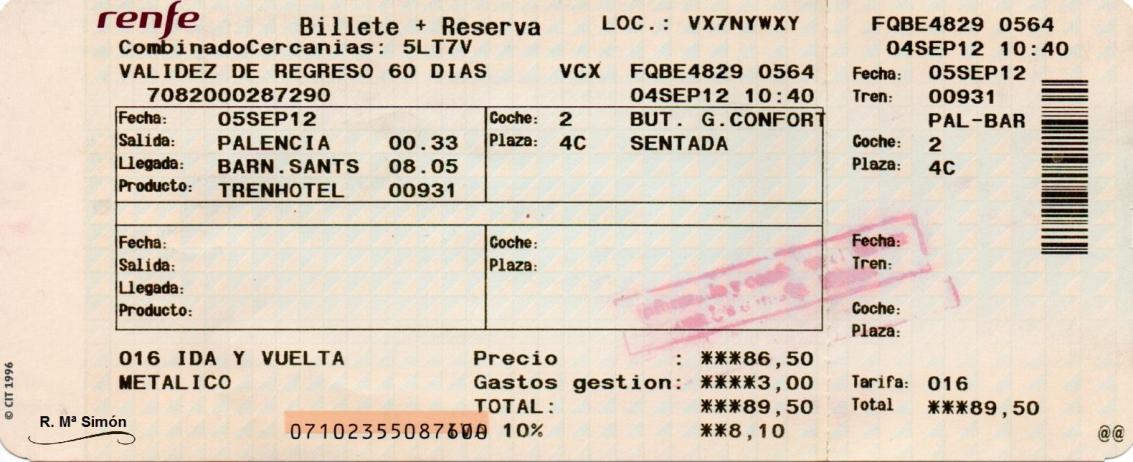 renfe
Billete + Reserva
LOC.: VX7NYWXY
FQBE4829 0564
CombinadoCercanias: 5LT7V
04SEP12 10:40
VALIDEZ DE REGRESO 60 DIAS VCX FQBE4829 0564
7082000287290 04SEP12 10:40
Fecha: 05SEP12 Coche: 2 BUT. G.CONFORT
Salida: PALENCIA 00.33 Plaza: 4C SENTADA
Llegada: BARN.SANTS 08.05
Producto: TRENHOTEL 00931
Fecha: 05SEP12
Tren: 00931
PAL-BAR
Coche: 2
Plaza: 4C
Fecha: Coche:
Salida: Plaza:
Llegada:
Producto:
Fecha:
Tren:
Coche:
Plaza:
016 IDA Y VUELTA Precio : ***86,50
METALICO Gastos gestion: ****3,00
TOTAL: ***89,50
10% **8,10
Tarifa: 016
Total ***89,50
© CIT 1996
R. Mª Simón
@@